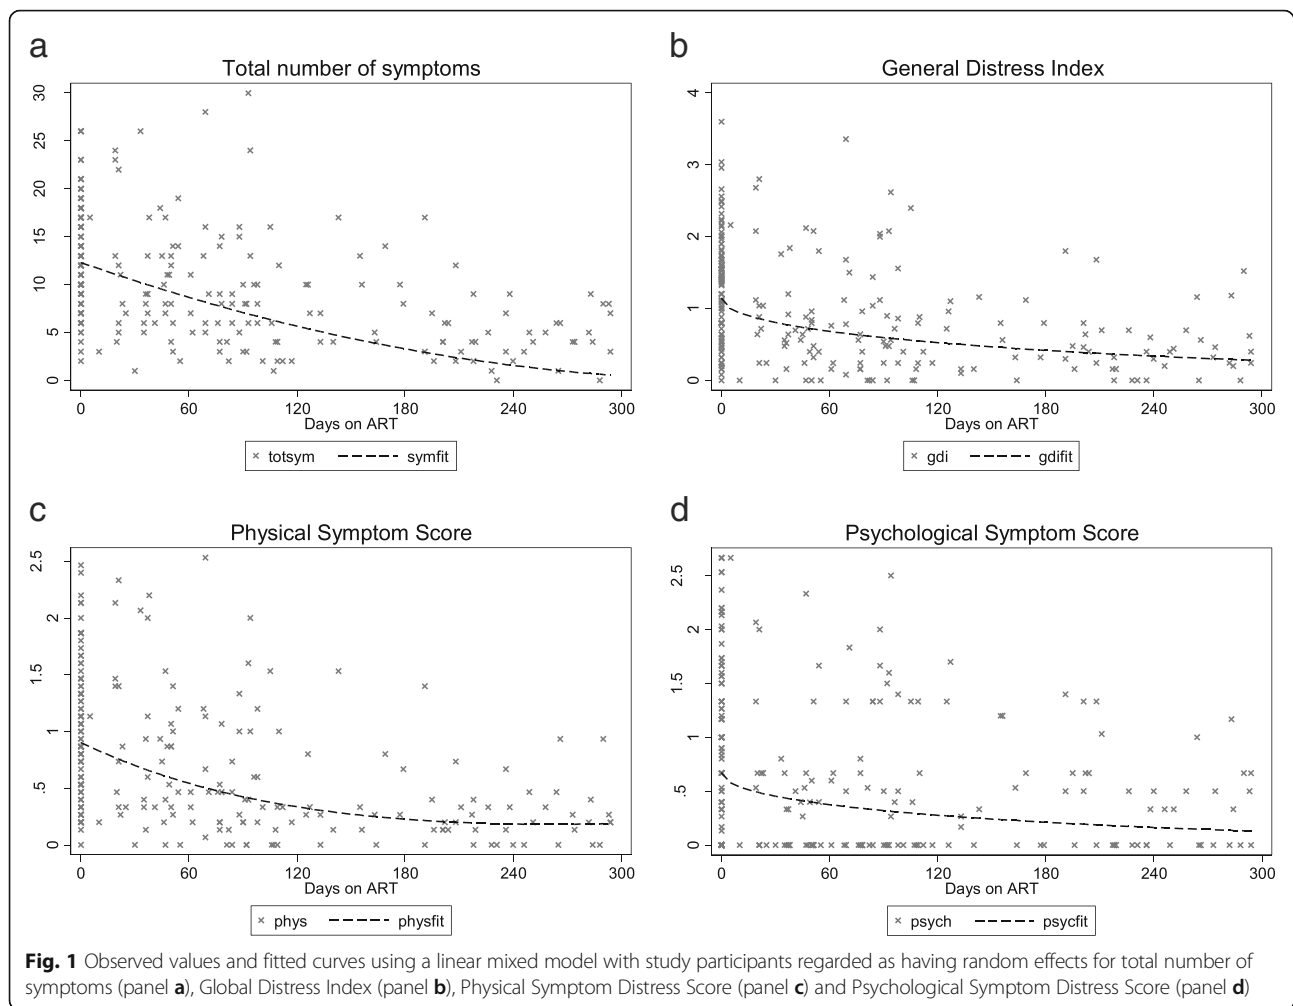 a
Total number of symptoms
30
25
20
15
10
5
0
0 60 120 180 240 300
Days on ART
totsym symfit
b
General Distress Index
4
3
2
1
0
0 60 120 180 240 300
Days on ART
gdi gdifit
c
Physical Symptom Score
2.5
2
1.5
1
.5
0
0 60 120 180 240 300
Days on ART
phys physfit
d
Psychological Symptom Score
2.5
2
1.5
1
.5
0
0 60 120 180 240 300
Days on ART
psych psycfit
Fig. 1 Observed values and fitted curves using a linear mixed model with study participants regarded as having random effects for total number of
symptoms (panel a), Global Distress Index (panel b), Physical Symptom Distress Score (panel c) and Psychological Symptom Distress Score (panel d)